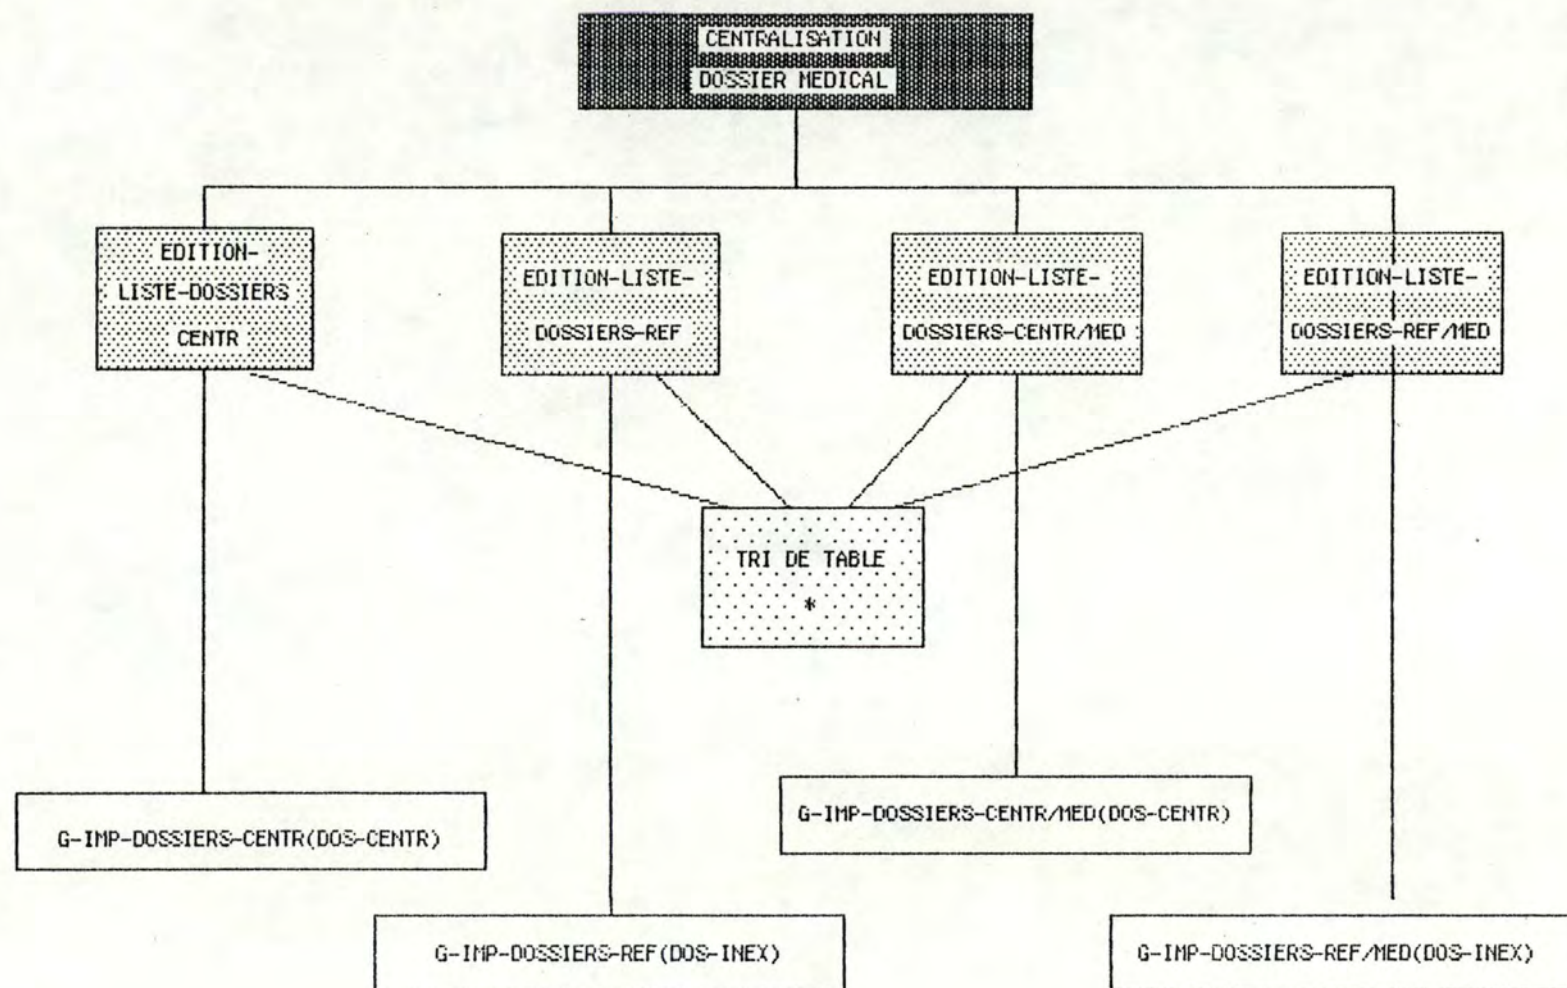 CENTRALISATION
DOSSIER MEDICAL
EDITION-
LISTE-DOSSIERS
CENTR
EDITION-LISTE-
DOSSIERS-REF
EDITION-LISTE-
DOSSIERS-CENTR/MED
EDITION-LISTE-
DOSSIERS-REF/MED
TRI DE TABLE
*
G-IMP-DOSSIERS-CENTR(DOS-CENTR)
G-IMP-DOSSIERS-CENTR/MED(DOS-CENTR)
G-IMP-DOSSIERS-REF(DOS-INEX)
G-IMP-DOSSIERS-REF/MED(DOS-INEX)